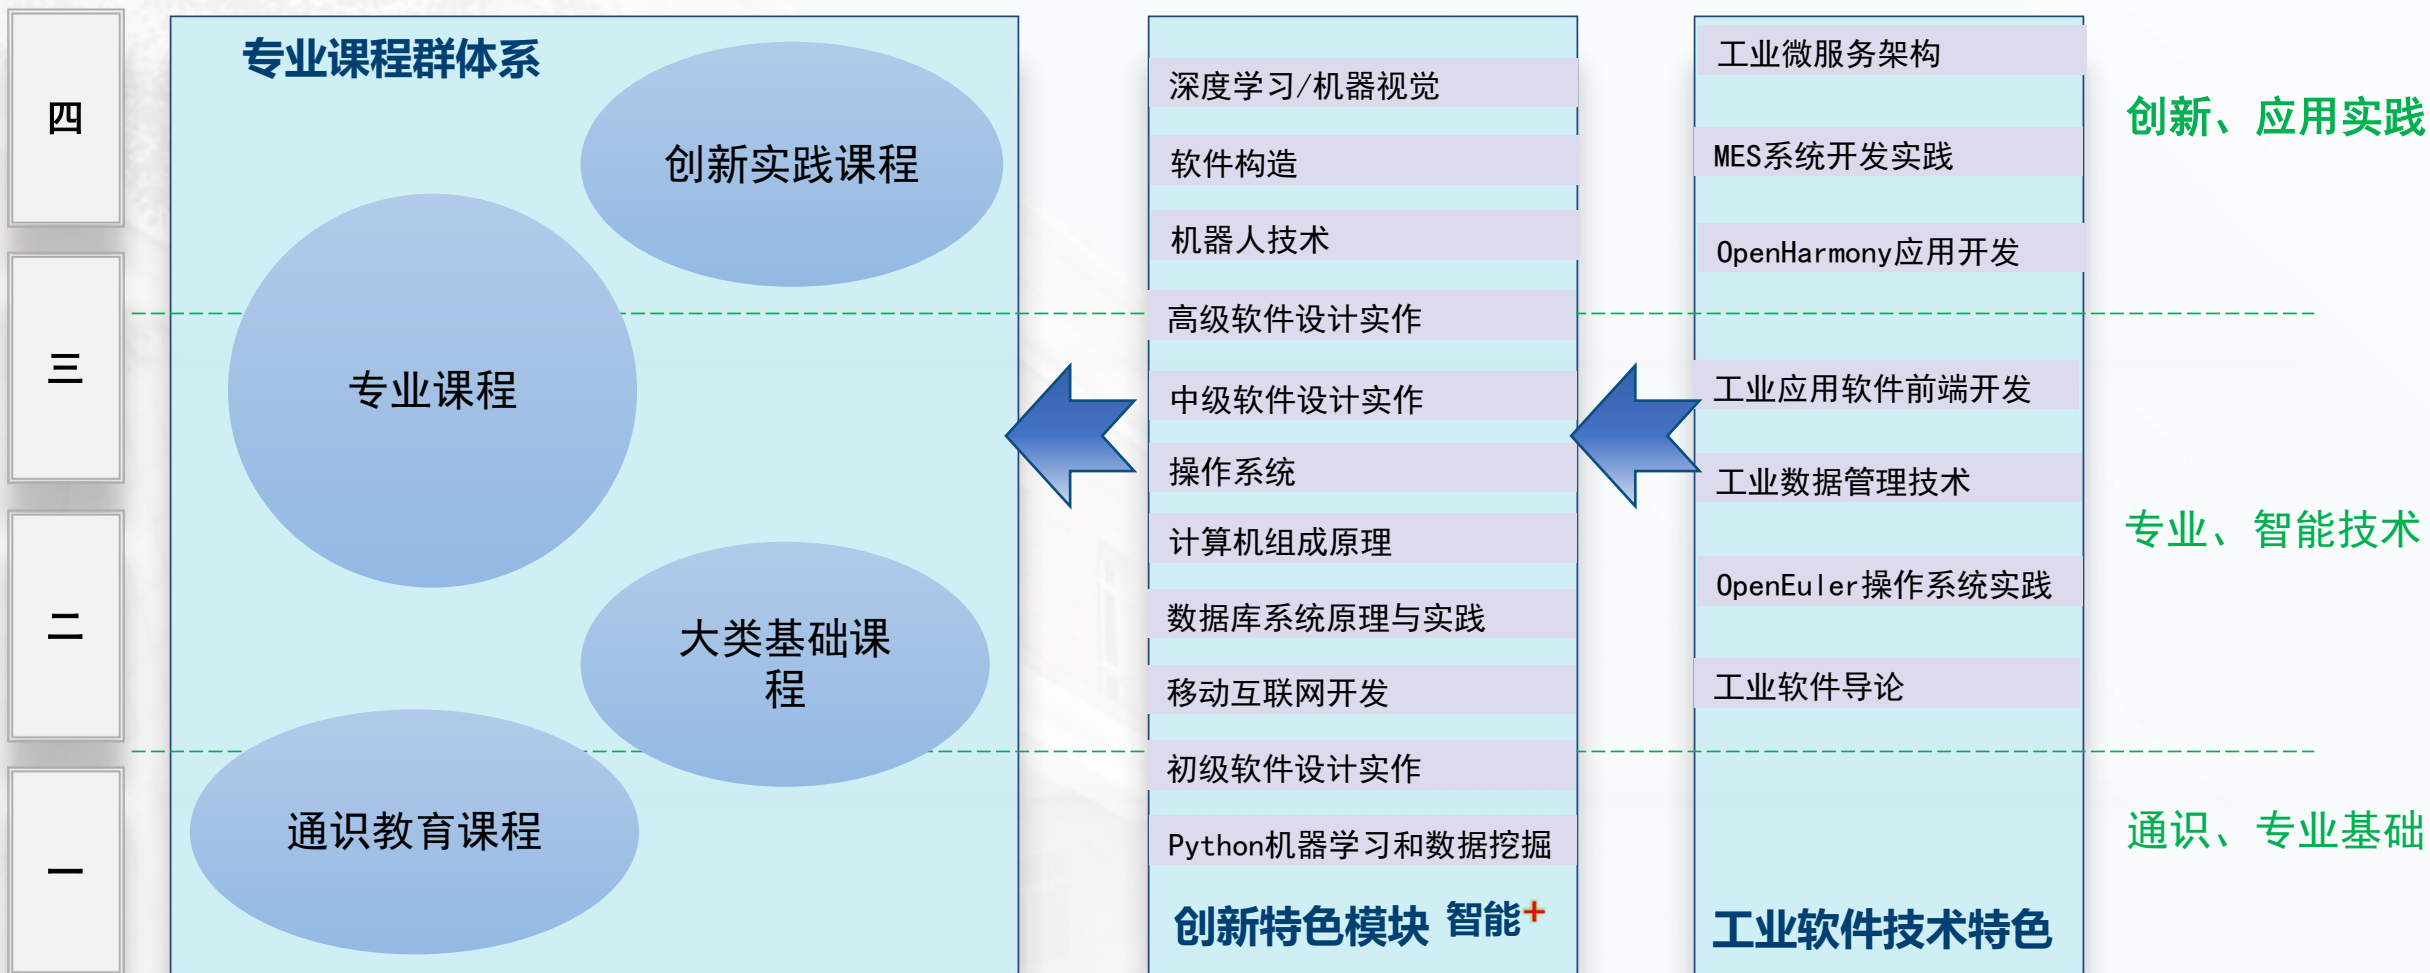 四
三
二
一
专业课程群体系
创新实践课程
专业课程
大类基础课
程
通识教育课程
深度学习/机器视觉
软件构造
机器人技术
高级软件设计实作
中级软件设计实作
操作系统
计算机组成原理
数据库系统原理与实践
移动互联网开发
初级软件设计实作
Python机器学习和数据挖掘
创新特色模块 智能+
工业微服务架构
MES系统开发实践
OpenHarmony应用开发
工业应用软件前端开发
工业数据管理技术
OpenEuler操作系统实践
工业软件导论
工业软件技术特色
创新、应用实践
专业、智能技术
通识、专业基础